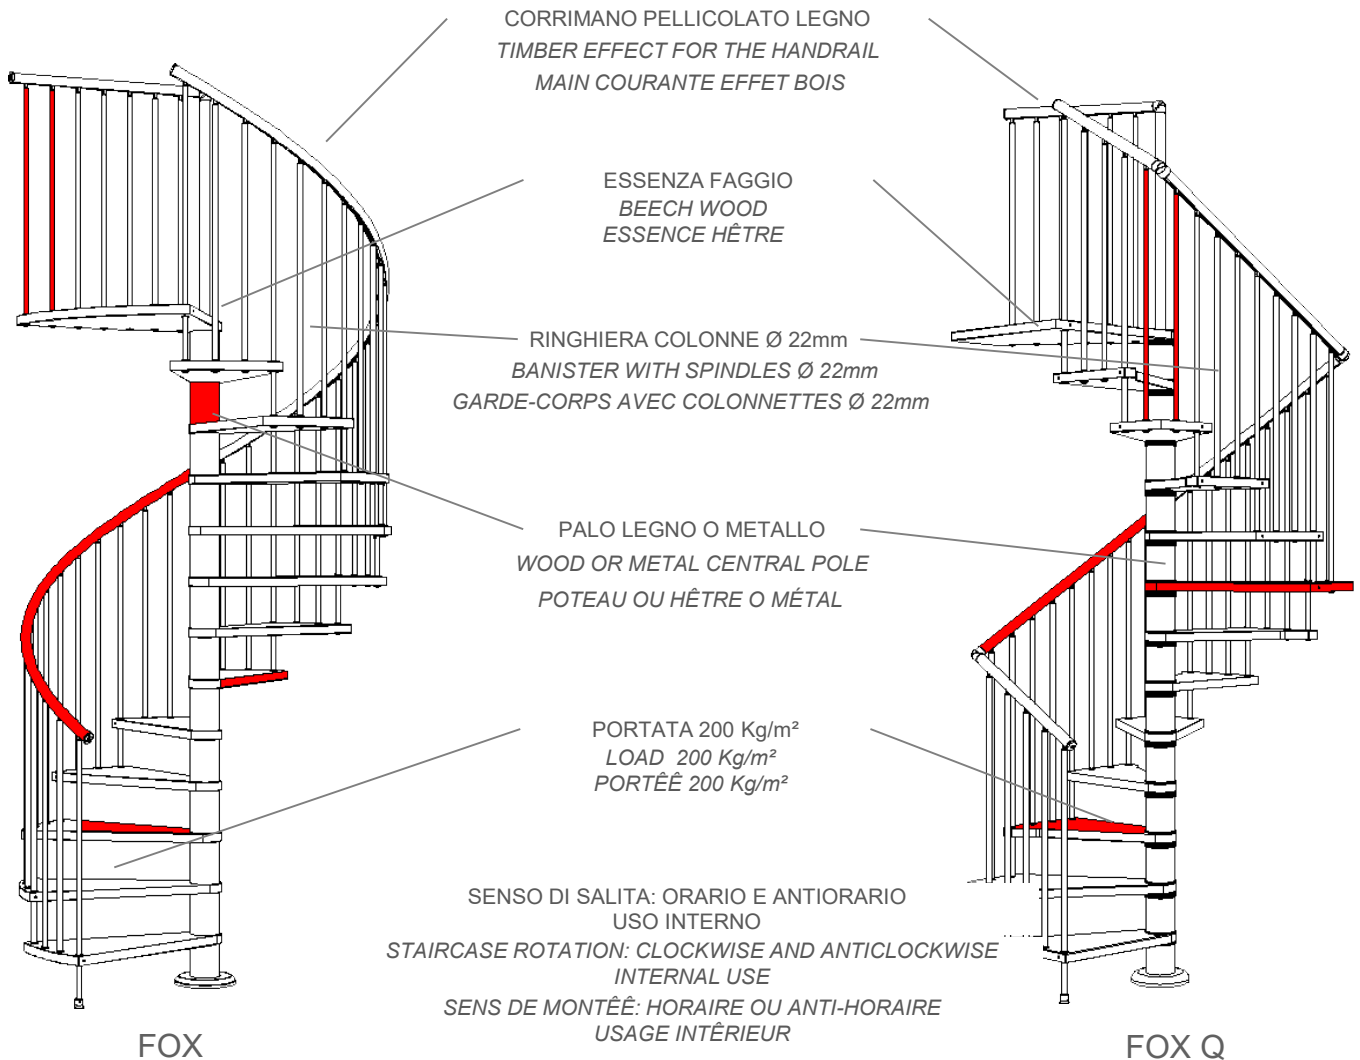 CORRIMANO PELLICOLATO LEGNO
TIMBER EFFECT FOR THE HANDRAIL
MAIN COURANTE EFFET BOIS
ESSENZA FAGGIO
BEECH WOOD
ESSENCE HÊTRE
RINGHIERA COLONNE Ø 22mm
BANISTER WITH SPINDLES Ø 22mm
GARDE-CORPS AVEC COLONNETTES Ø 22mm
PALO LEGNO O METALLO
WOOD OR METAL CENTRAL POLE
POTEAU OU HÊTRE O MÉTAL
PORTATA 200 Kg/m²
LOAD 200 Kg/m²
PORTÊÊ 200 Kg/m²
SENSO DI SALITA: ORARIO E ANTIORARIO
USO INTERNO
STAIRCASE ROTATION: CLOCKWISE AND ANTICLOCKWISE
INTERNAL USE
SENS DE MONTÊÊ: HORAIRE OU ANTI-HORAIRE
USAGE INTÊRIEUR
FOX
FOX Q